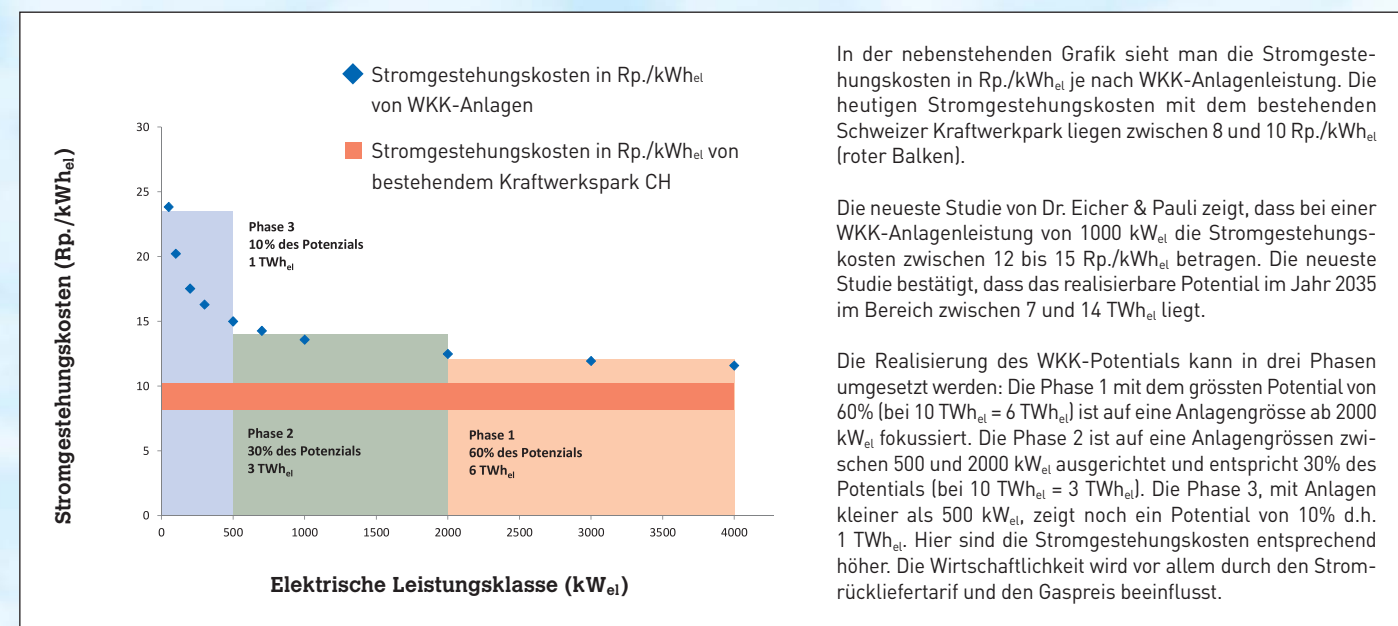 Stromgestehungskosten in Rp./kWhel
von WKK-Anlagen
Stromgestehungskosten in Rp./kWhel von
bestehendem Kraftwerkspark CH
Stromgestehungskosten (Rp./kWhel)
30
25
20
15
10
5
0
Phase 3
10% des Potenzials
1 TWhel
Phase 2
30% des Potenzials
3 TWhel
Phase 1
60% des Potenzials
6 TWhel
0 500 1000 1500 2000 2500 3000 3500 4000
Elektrische Leistungsklasse (kWel)
In der nebenstehenden Grafik sieht man die Stromgeste-
hungskosten in Rp./kWhel je nach WKK-Anlagenleistung. Die
heutigen Stromgestehungskosten mit dem bestehenden
Schweizer Kraftwerkpark liegen zwischen 8 und 10 Rp./kWhel
(roter Balken).
Die neueste Studie von Dr. Eicher & Pauli zeigt, dass bei einer
WKK-Anlagenleistung von 1000 kWel die Stromgestehungs-
kosten zwischen 12 bis 15 Rp./kWhel betragen. Die neueste
Studie bestätigt, dass das realisierbare Potential im Jahr 2035
im Bereich zwischen 7 und 14 TWhel liegt.
Die Realisierung des WKK-Potentials kann in drei Phasen
umgesetzt werden: Die Phase 1 mit dem grössten Potential von
60% (bei 10 TWhel = 6 TWhel) ist auf eine Anlagengrösse ab 2000
kWel fokussiert. Die Phase 2 ist auf eine Anlagengrössen zwi-
schen 500 und 2000 kWel ausgerichtet und entspricht 30% des
Potentials (bei 10 TWhel = 3 TWhel). Die Phase 3, mit Anlagen
kleiner als 500 kWel, zeigt noch ein Potential von 10% d.h.
1 TWhel. Hier sind die Stromgestehungskosten entsprechend
höher. Die Wirtschaftlichkeit wird vor allem durch den Strom-
rückliefertarif und den Gaspreis beeinflusst.